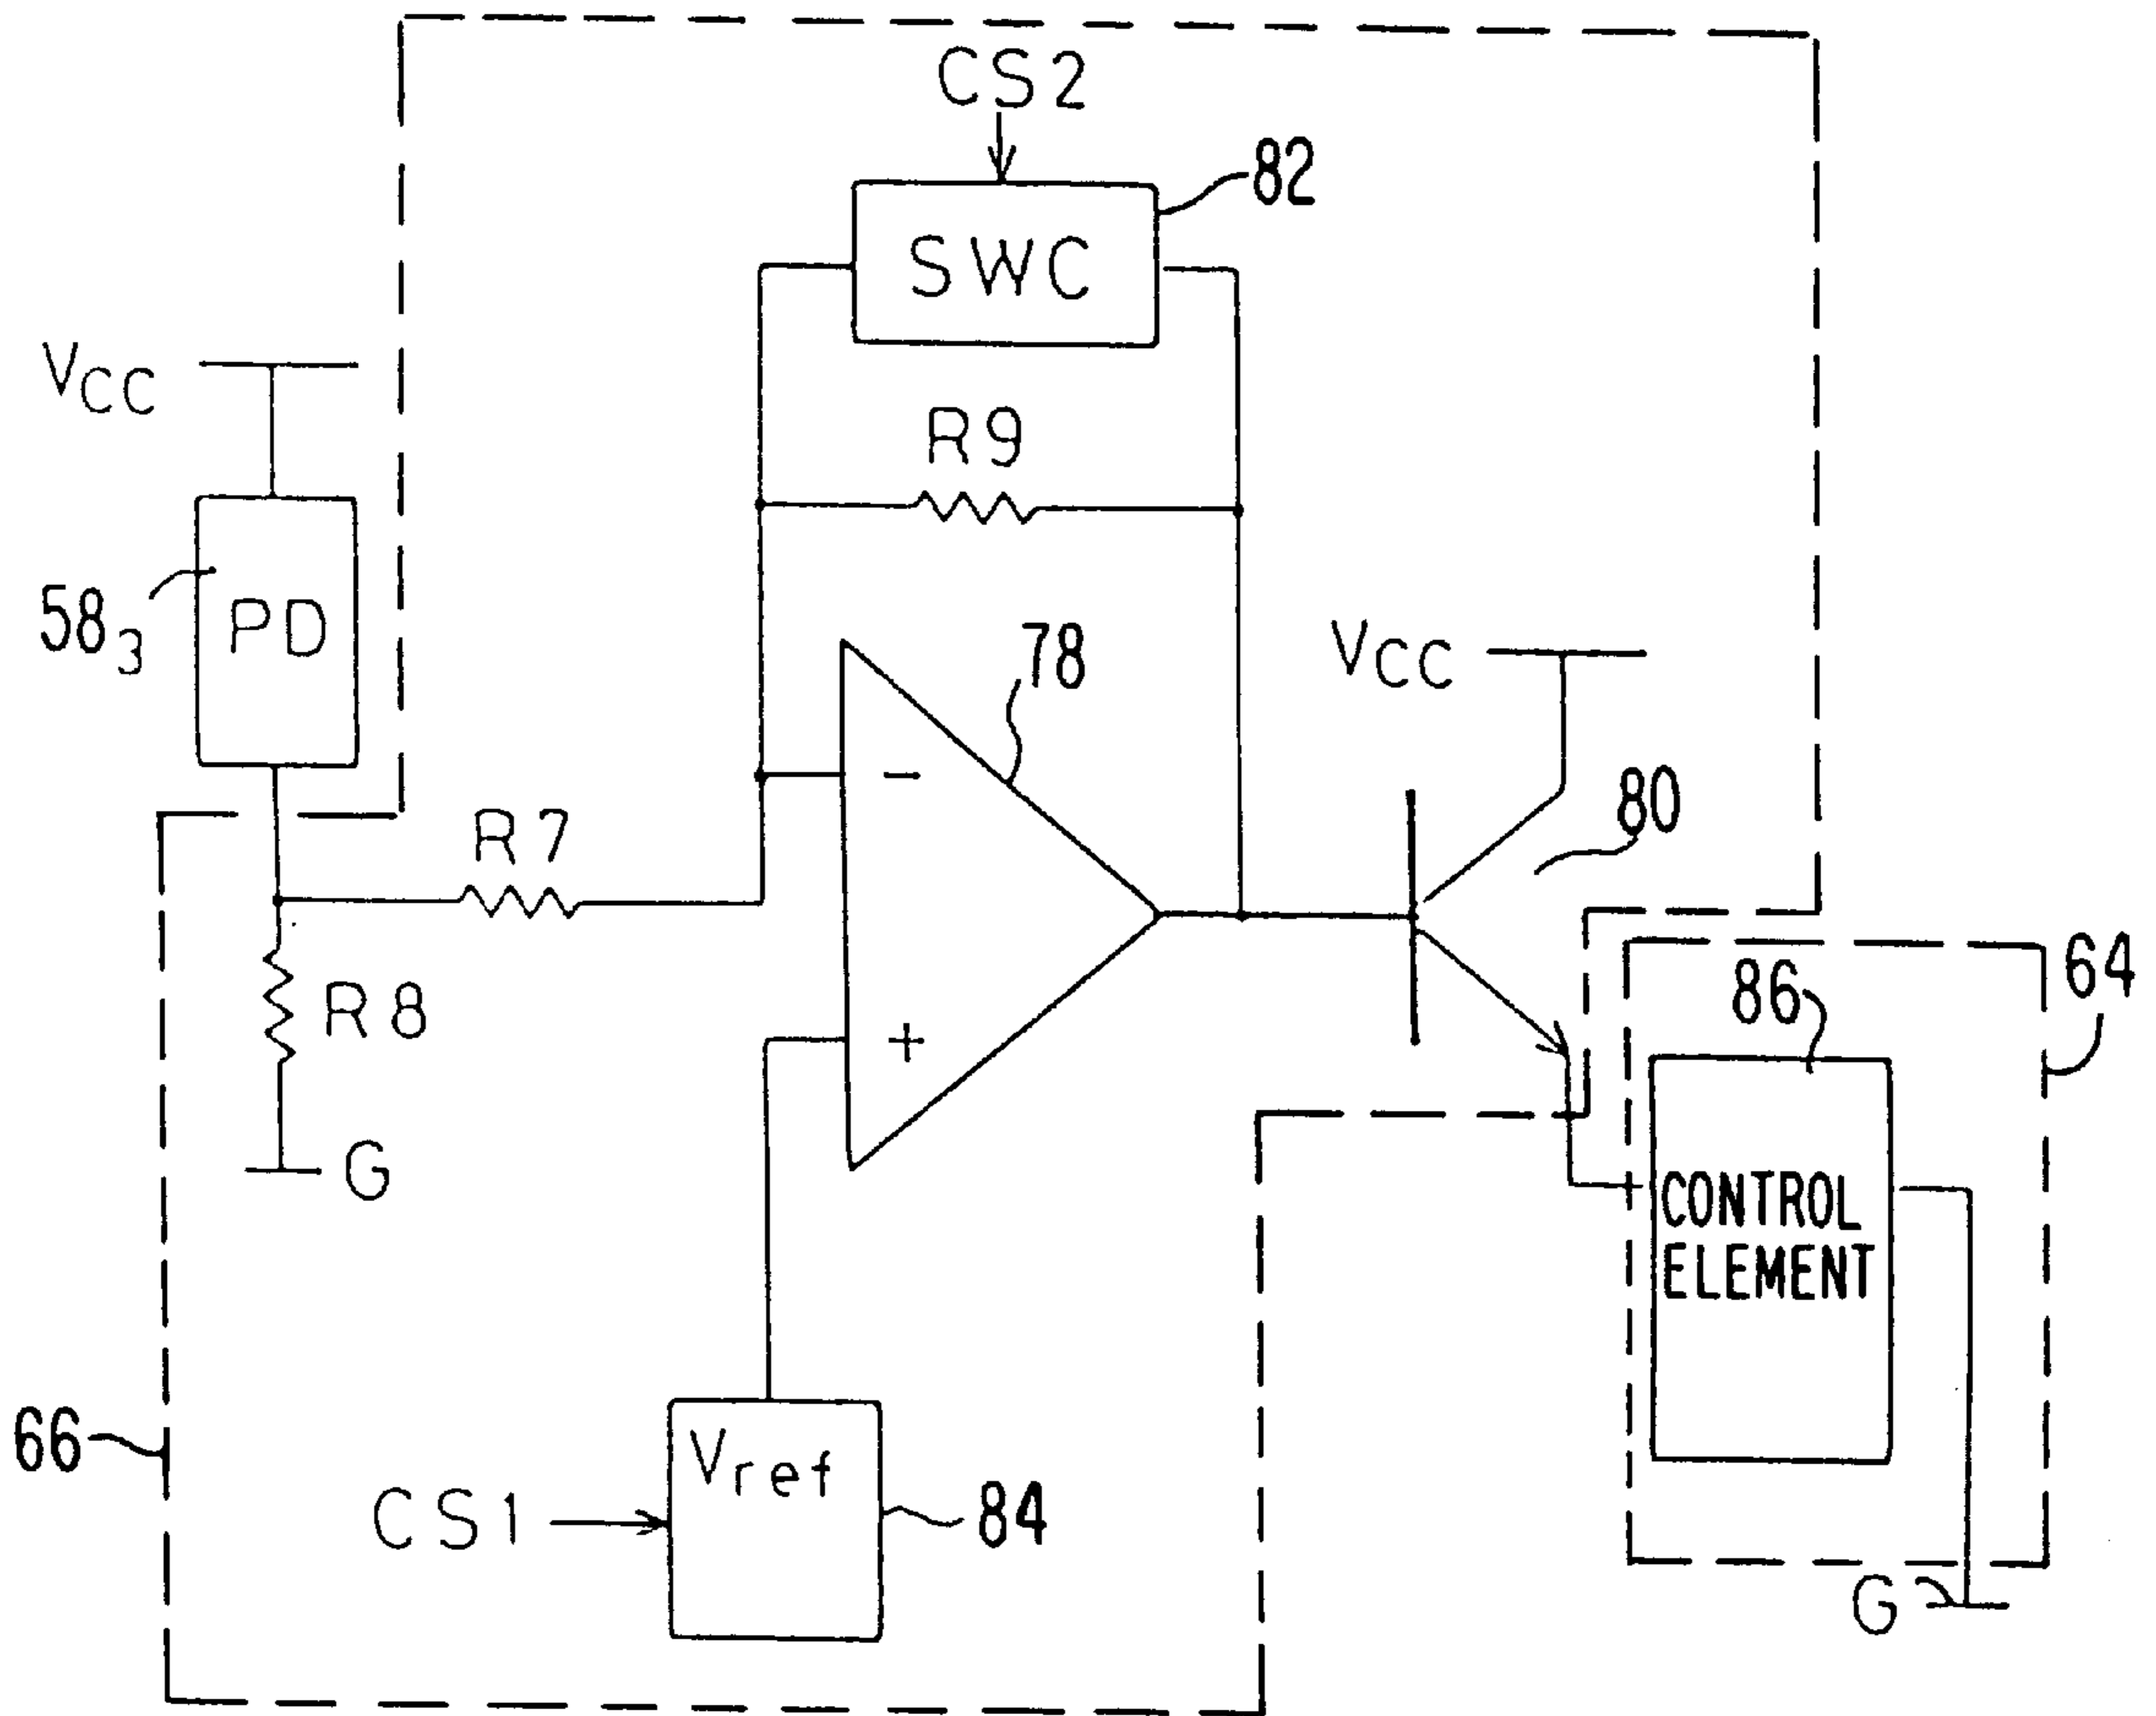 CS2
82
SWC
VCC
R9
583
PD
78
VCC
80
R7
-
64
86
R8
+
G
CONTROL
ELEMENT
66
Vref
CS1
84
G